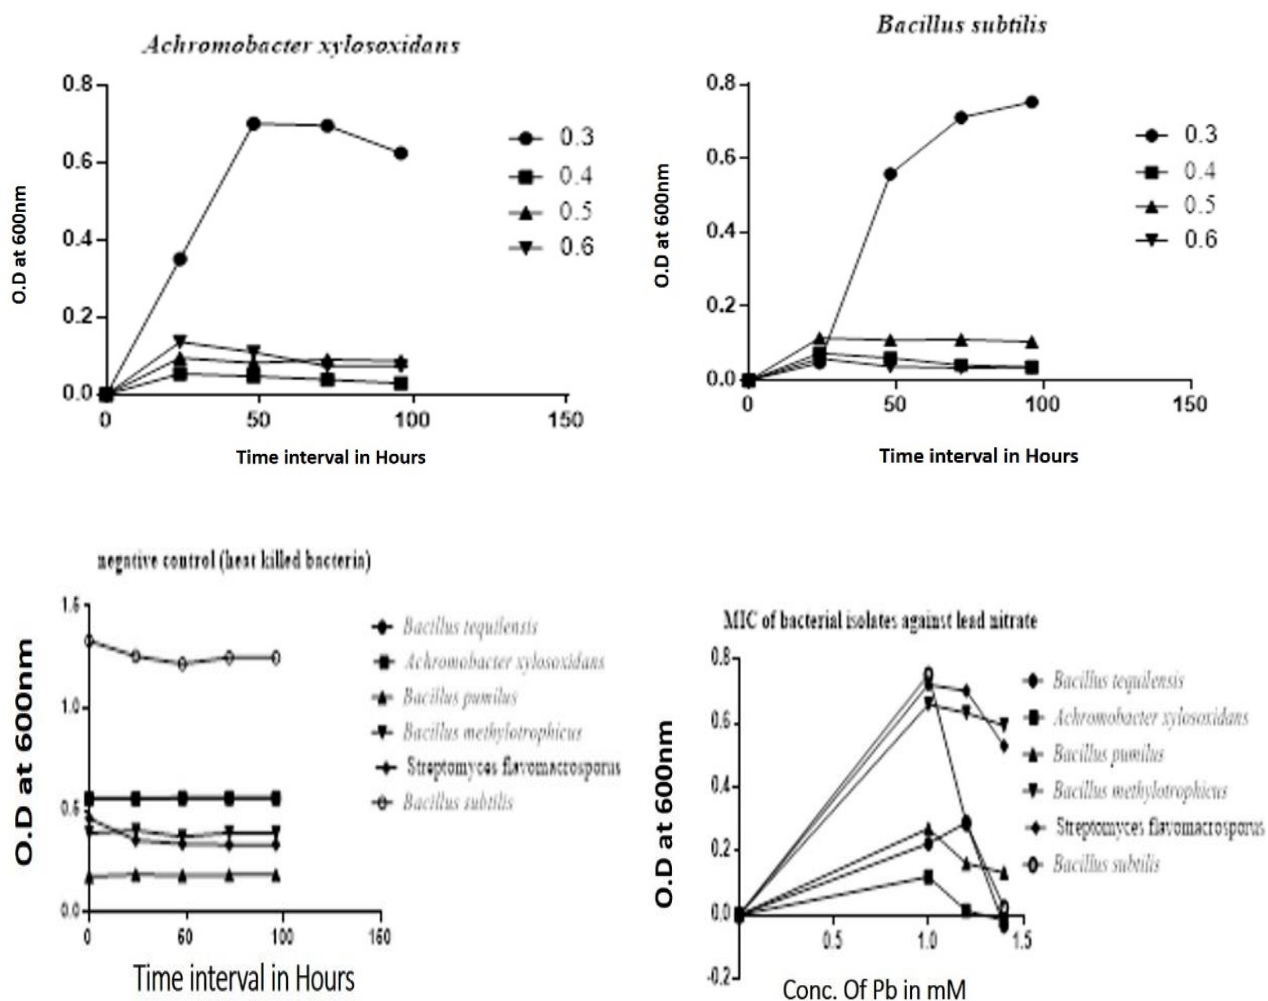 Achromobacter xylosoxidans
0.8
0.6
0.4
0.2
0.0
0
50
100
150
O.D at 600nm
Time interval in Hours
0.3
0.4
0.5
0.6
Bacillus subtilis
0.8
0.6
0.4
0.2
0.0
0
50
100
150
O.D at 600nm
Time interval in Hours
0.3
0.4
0.5
0.6
negative control (heat killed bacteria)
1.5
1.0
0.5
0.0
0
50
100
150
O.D at 600nm
Time interval in Hours
Bacillus tequilensis
Achromobacter xylosoxidans
Bacillus pumilus
Bacillus methylotrophicus
Streptomyces flavomacrosporus
Bacillus subtilis
MIC of bacterial isolates against lead nitrate
0.8
0.6
0.4
0.2
0.0
-0.2
0.5
1.0
1.5
O.D at 600nm
Conc. Of Pb in mM
Bacillus tequilensis
Achromobacter xylosoxidans
Bacillus pumilus
Bacillus methylotrophicus
Streptomyces flavomacrosporus
Bacillus subtilis